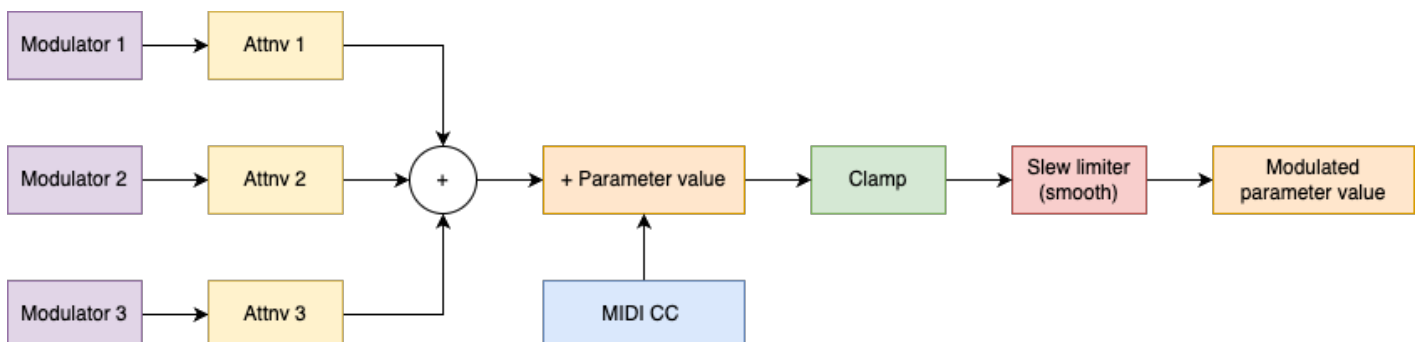 Modulator 1
Attnv 1
Modulator 2
Attnv 2
+
+ Parameter value
Clamp
Slew limiter
(smooth)
Modulated
parameter value
Modulator 3
Attnv 3
MIDI CC